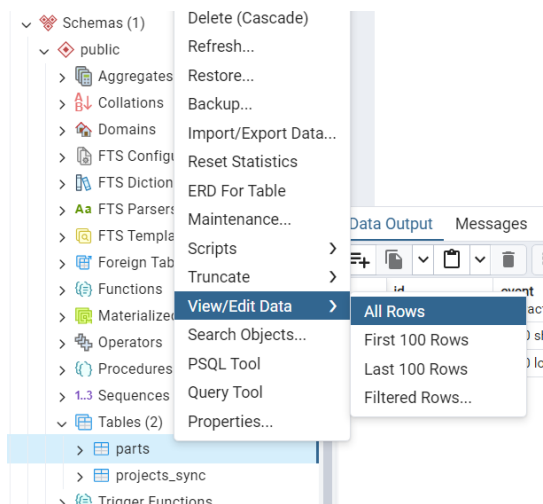 Schemas (1)
public
Aggregates
Collations
Domains
FTS Configu
FTS Diction
FTS Parsers
FTS Templa
Foreign Tab
Functions
Materialized
Operators
Procedures
1..3 Sequences
Tables (2)
parts
projects_sync
Trigger Functions
Delete (Cascade)
Refresh...
Restore...
Backup...
Import/Export Data...
Reset Statistics
ERD For Table
Maintenance...
Scripts
Truncate
View/Edit Data
Search Objects...
PSQL Tool
Query Tool
Properties...
All Rows
First 100 Rows
Last 100 Rows
Filtered Rows...
Data Output Messages
id event